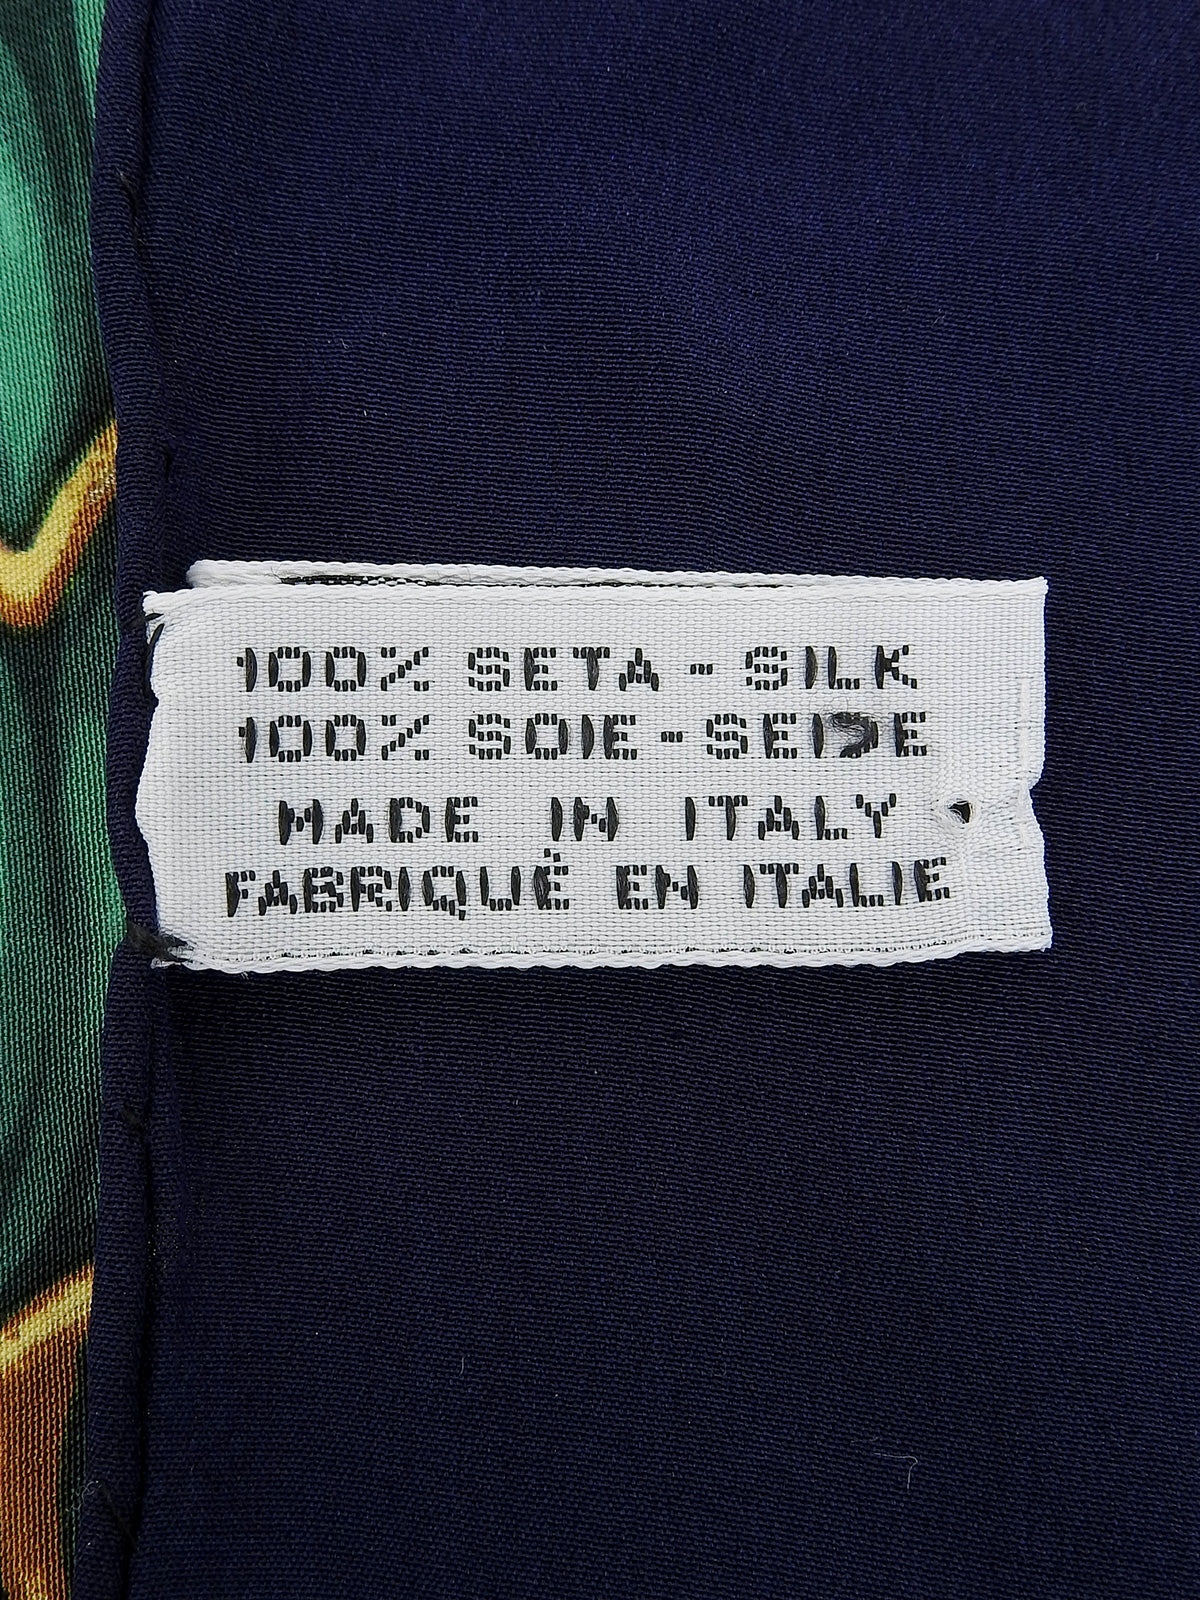 100% SETA - SILK
100% SOIE - SEIDE
MADE IN ITALY
FABRIQUÉ EN ITALIE